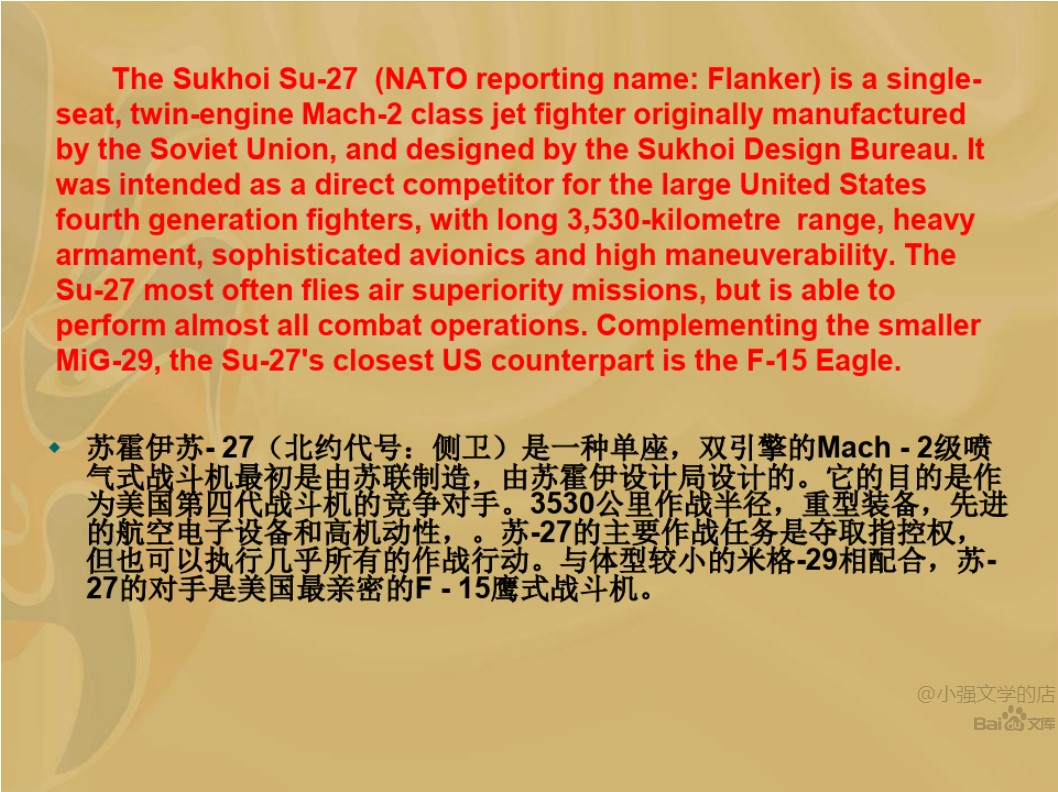 The Sukhoi Su-27 (NATO reporting name: Flanker) is a single-
seat, twin-engine Mach-2 class jet fighter originally manufactured
by the Soviet Union, and designed by the Sukhoi Design Bureau. It
was intended as a direct competitor for the large United States
fourth generation fighters, with long 3,530-kilometre range, heavy
armament, sophisticated avionics and high maneuverability. The
Su-27 most often flies air superiority missions, but is able to
perform almost all combat operations. Complementing the smaller
MiG-29, the Su-27's closest US counterpart is the F-15 Eagle.
苏霍伊苏- 27（北约代号：侧卫）是一种单座，双引擎的Mach - 2级喷
气式战斗机最初是由苏联制造，由苏霍伊设计局设计的。它的目的是作
为美国第四代战斗机的竞争对手。3530公里作战半径，重型装备，先进
的航空电子设备和高机动性，。苏-27的主要作战任务是夺取指控权，
但也可以执行几乎所有的作战行动。与体型较小的米格-29相配合，苏-
27的对手是美国最亲密的F - 15鹰式战斗机。
@小强文学的店
Bai du 文库